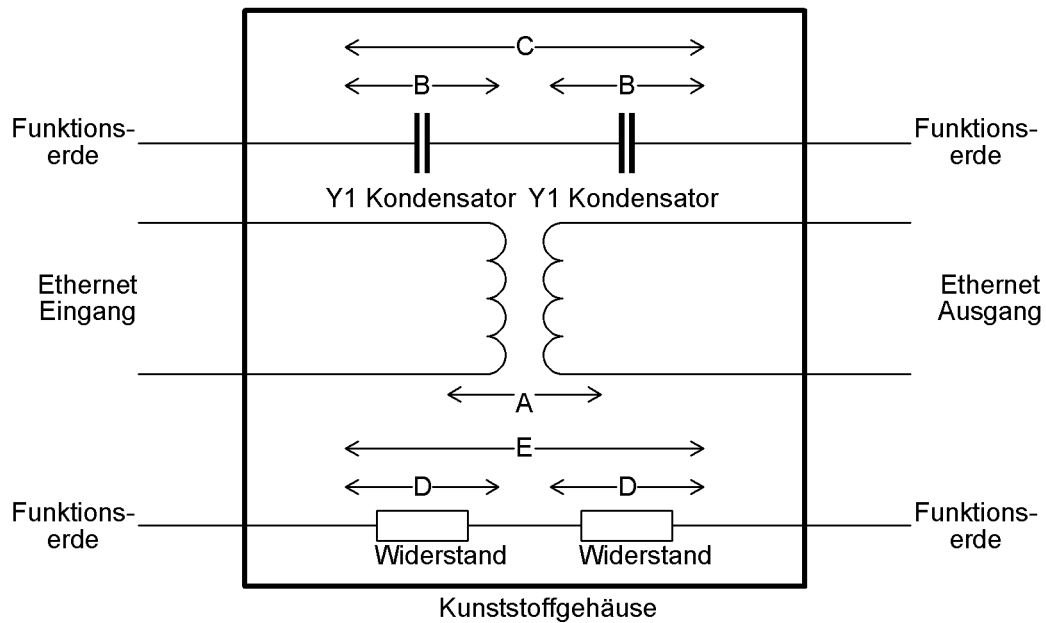 C
B
B
Funktions-
erde
Funktions-
erde
Y1 Kondensator
Y1 Kondensator
Ethernet
Eingang
Ethernet
Ausgang
A
E
D
D
Funktions-
erde
Funktions-
erde
Widerstand
Widerstand
Kunststoffgehäuse